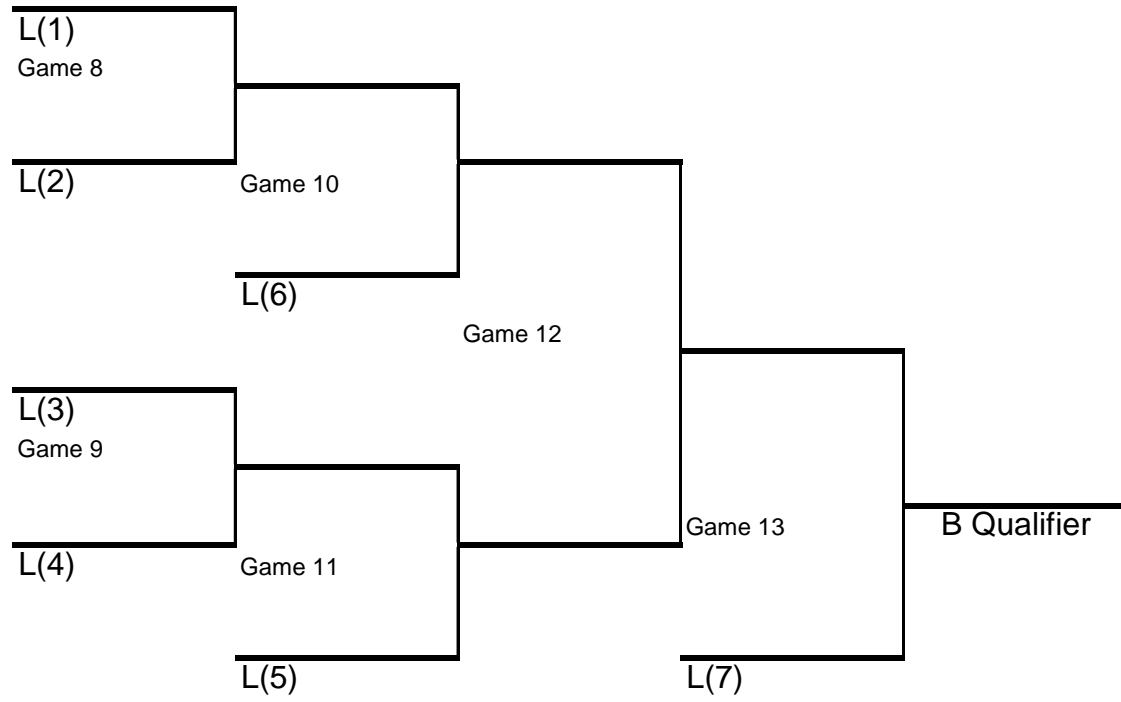 L(1)
Game 8
L(2)
Game 10
L(6)
Game 12
L(3)
Game 9
B Qualifier
Game 13
L(4)
Game 11
L(5)
L(7)